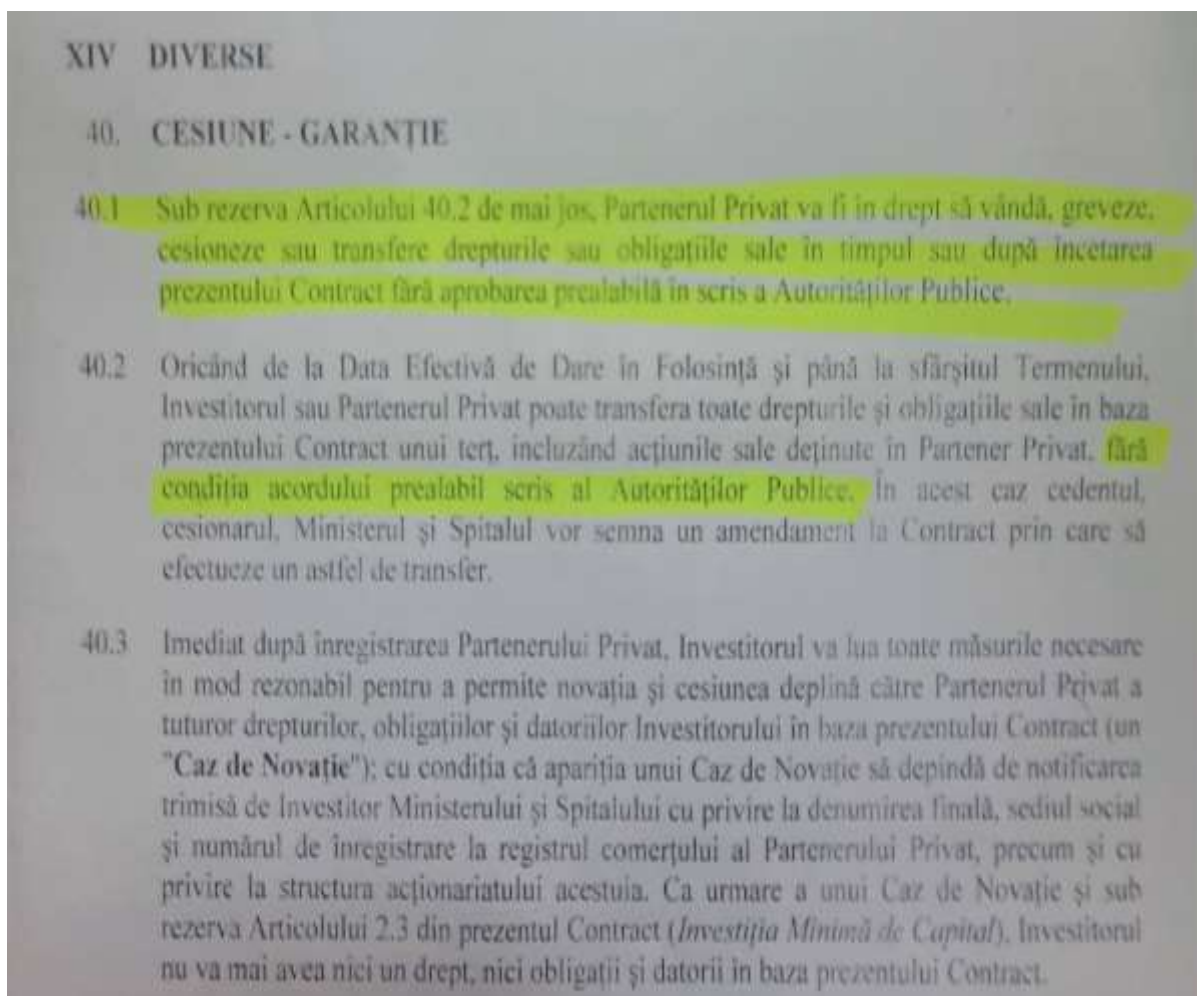 XIV DIVERSE
40. CESIUNE - GARANȚIE
40.1 Sub rezerva Articolului 40.2 de mai jos, Partenerul Privat va fi în drept să vândă, greveze,
cesioneze sau transfere drepturile sau obligațiile sale în timpul sau după încetarea
prezentului Contract fără aprobarea prealabilă în scris a Autorităților Publice.
40.2 Oricând de la Data Efectivă de Dare în Folosință și până la sfârșitul Termenului,
Investitorul sau Partenerul Privat poate transfera toate drepturile și obligațiile sale în baza
prezentului Contract unui terț, incluzând acțiunile sale deținute în Partener Privat, fără
condiția acordului prealabil scris al Autorităților Publice. În acest caz cedentul,
cesionarul, Ministerul și Spitalul vor semna un amendament la Contract prin care să
efectueze un astfel de transfer.
40.3 Imediat după înregistrarea Partenerului Privat, Investitorul va lua toate măsurile necesare
în mod rezonabil pentru a permite novația și cesiunea deplină către Partenerul Privat a
tuturor drepturilor, obligațiilor și datoriilor Investitorului în baza prezentului Contract (un
"Caz de Novație"); cu condiția că apariția unui Caz de Novație să depindă de notificarea
trimisă de Investitor Ministerului și Spitalului cu privire la denumirea finală, sediul social
și numărul de înregistrare la registrul comerțului al Partenerului Privat, precum și cu
privire la structura acționariatului acestuia. Ca urmare a unui Caz de Novație și sub
rezerva Articolului 2.3 din prezentul Contract (Investiția Minimă de Capital), Investitorul
nu va mai avea nici un drept, nici obligații și datorii în baza prezentului Contract.